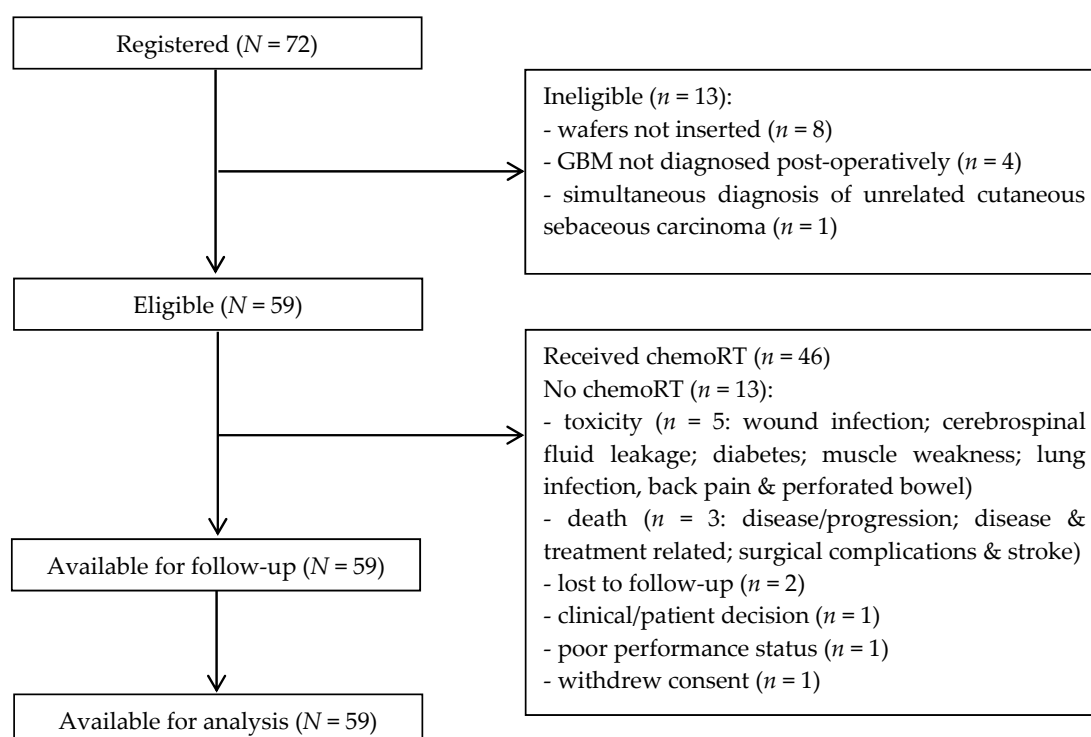 Registered (N = 72)
Ineligible (n = 13):
- wafers not inserted (n = 8)
- GBM not diagnosed post-operatively (n = 4)
- simultaneous diagnosis of unrelated cutaneous
sebaceous carcinoma (n = 1)
Eligible (N = 59)
Received chemoRT (n = 46)
No chemoRT (n = 13):
- toxicity (n = 5: wound infection; cerebrospinal
fluid leakage; diabetes; muscle weakness; lung
infection, back pain & perforated bowel)
- death (n = 3: disease/progression; disease &
treatment related; surgical complications & stroke)
- lost to follow-up (n = 2)
- clinical/patient decision (n = 1)
- poor performance status (n = 1)
- withdrew consent (n = 1)
Available for follow-up (N = 59)
Available for analysis (N = 59)